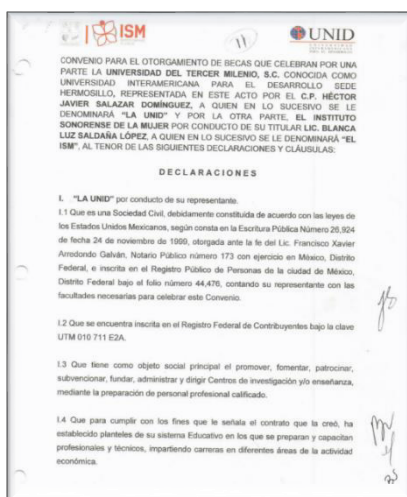 ISM
11
UNID
CONVENIO PARA EL OTORGAMIENTO DE BECAS QUE CELEBRAN POR UNA
PARTE LA UNIVERSIDAD DEL TERCER MILENIO, S.C. CONOCIDA COMO
UNIVERSIDAD INTERAMERICANA PARA EL DESARROLLO SEDE
HERMOSILLO, REPRESENTADA EN ESTE ACTO POR EL C.P. HÉCTOR
JAVIER SALAZAR DOMÍNGUEZ, A QUIEN EN LO SUCESIVO SE LE
DENOMINARÁ "LA UNID" Y POR LA OTRA PARTE, EL INSTITUTO
SONORENSE DE LA MUJER POR CONDUCTO DE SU TITULAR LIC. BLANCA
LUZ SALDAÑA LÓPEZ, A QUIEN EN LO SUCESIVO SE LE DENOMINARÁ "EL
ISM", AL TENOR DE LAS SIGUIENTES DECLARACIONES Y CLÁUSULAS:
DECLARACIONES
I. "LA UNID" por conducto de su representante.
I.1 Que es una Sociedad Civil, debidamente constituida de acuerdo con las leyes de
los Estados Unidos Mexicanos, según consta en la Escritura Pública Número 26,924
de fecha 24 de noviembre de 1999, otorgada ante la fe del Lic. Francisco Xavier
Arredondo Galván, Notario Público número 173 con ejercicio en México, Distrito
Federal, e inscrita en el Registro Público de Personas de la ciudad de México,
Distrito Federal bajo el folio número 44,476, contando su representante con las
facultades necesarias para celebrar este Convenio.
I.2 Que se encuentra inscrita en el Registro Federal de Contribuyentes bajo la clave
UTM 010 711 E2A.
I.3 Que tiene como objeto social principal el promover, fomentar, patrocinar,
subvencionar, fundar, administrar y dirigir Centros de investigación y/o enseñanza,
mediante la preparación de personal profesional calificado.
I.4 Que para cumplir con los fines que le señala el contrato que la creó, ha
establecido planteles de su sistema Educativo en los que se preparan y capacitan
profesionales y técnicos, impartiendo carreras en diferentes áreas de la actividad
económica.